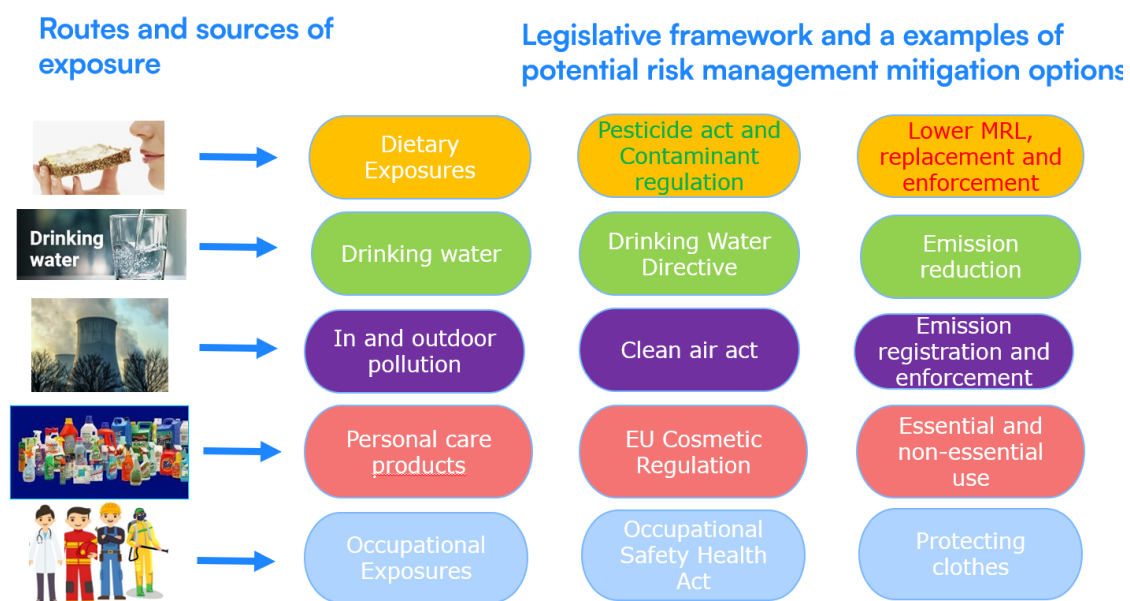 Routes and sources of
exposure
Legislative framework and a examples of
potential risk management mitigation options
Dietary
Exposures
Pesticide act and
Contaminant
regulation
Lower MRL,
replacement and
enforcement
Drinking
water
Drinking water
Drinking Water
Directive
Emission
reduction
In and outdoor
pollution
Clean air act
Emission
registration and
enforcement
Personal care
products
EU Cosmetic
Regulation
Essential and
non-essential
use
Occupational
Exposures
Occupational
Safety Health
Act
Protecting
clothes